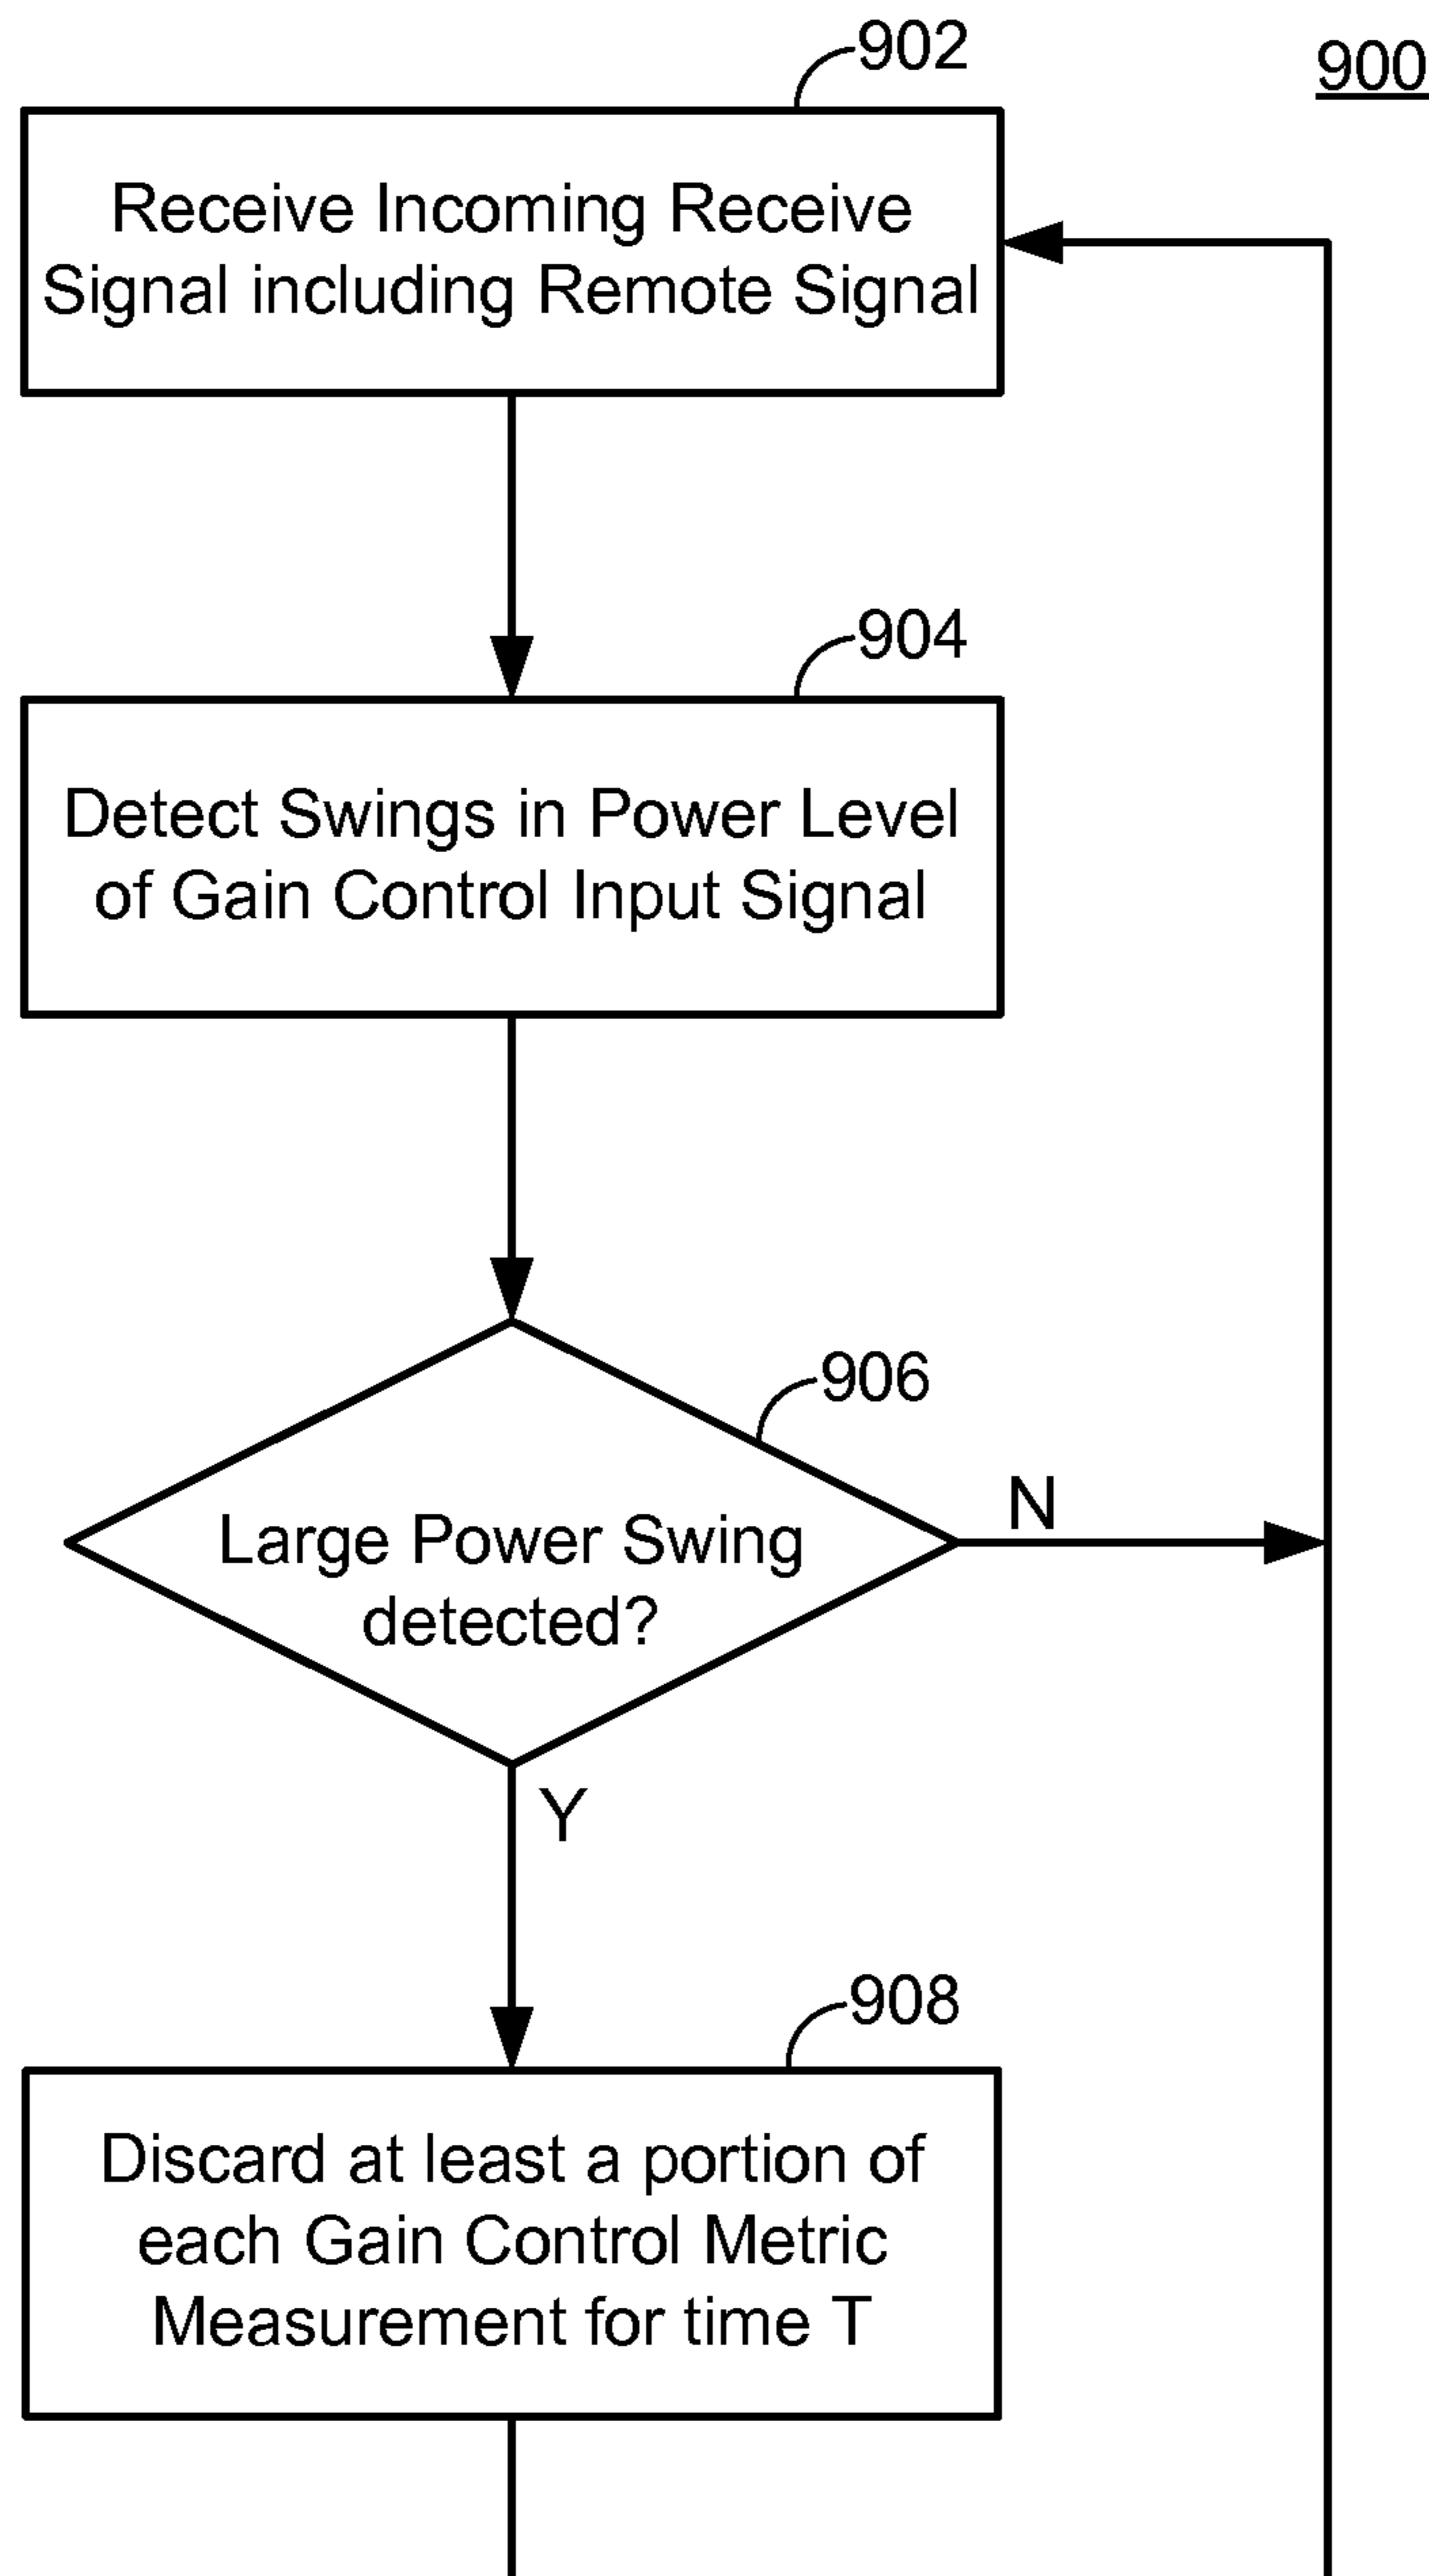 902
900
Receive Incoming Receive
Signal including Remote Signal
904
Detect Swings in Power Level
of Gain Control Input Signal
906
Large Power Swing
detected?
N
Y
908
Discard at least a portion of
each Gain Control Metric
Measurement for time T